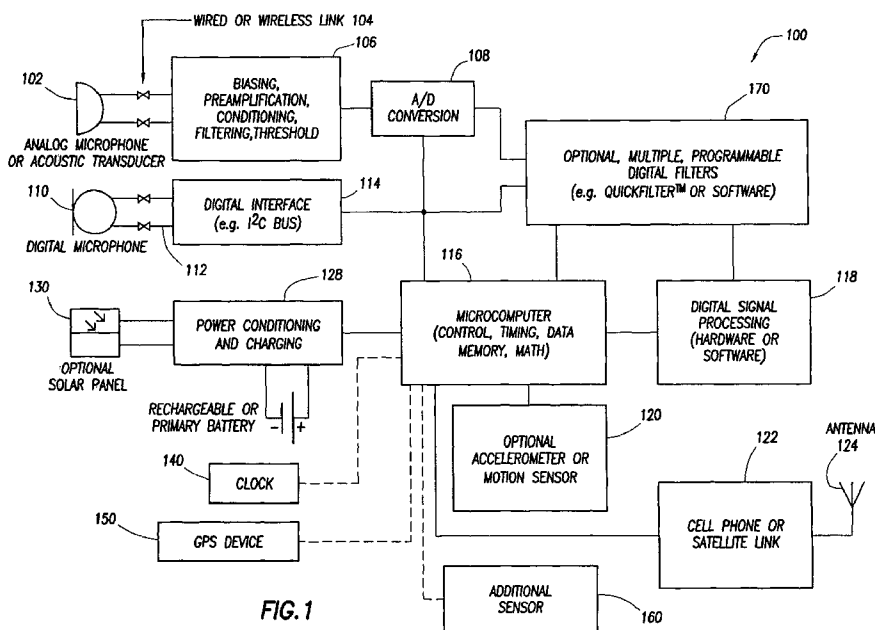 WIRED OR WIRELESS LINK 104
100
102
106
BIASING,
PREAMPLIFICATION,
CONDITIONING,
FILTERING,THRESHOLD
108
A/D
CONVERSION
170
OPTIONAL, MULTIPLE, PROGRAMMABLE
DIGITAL FILTERS
(e.g. QUICKFILTER™ OR SOFTWARE)
ANALOG MICROPHONE
OR ACOUSTIC TRANSDUCER
110
DIGITAL MICROPHONE
112
114
DIGITAL INTERFACE
(e.g. I²C BUS)
116
MICROCOMPUTER
(CONTROL, TIMING, DATA
MEMORY, MATH)
118
DIGITAL SIGNAL
PROCESSING
(HARDWARE OR
SOFTWARE)
130
OPTIONAL
SOLAR PANEL
128
POWER CONDITIONING
AND CHARGING
RECHARGEABLE OR
PRIMARY BATTERY
- +
120
OPTIONAL
ACCELEROMETER OR
MOTION SENSOR
122
CELL PHONE OR
SATELLITE LINK
ANTENNA
124
140
CLOCK
150
GPS DEVICE
ADDITIONAL
SENSOR
160
FIG.1